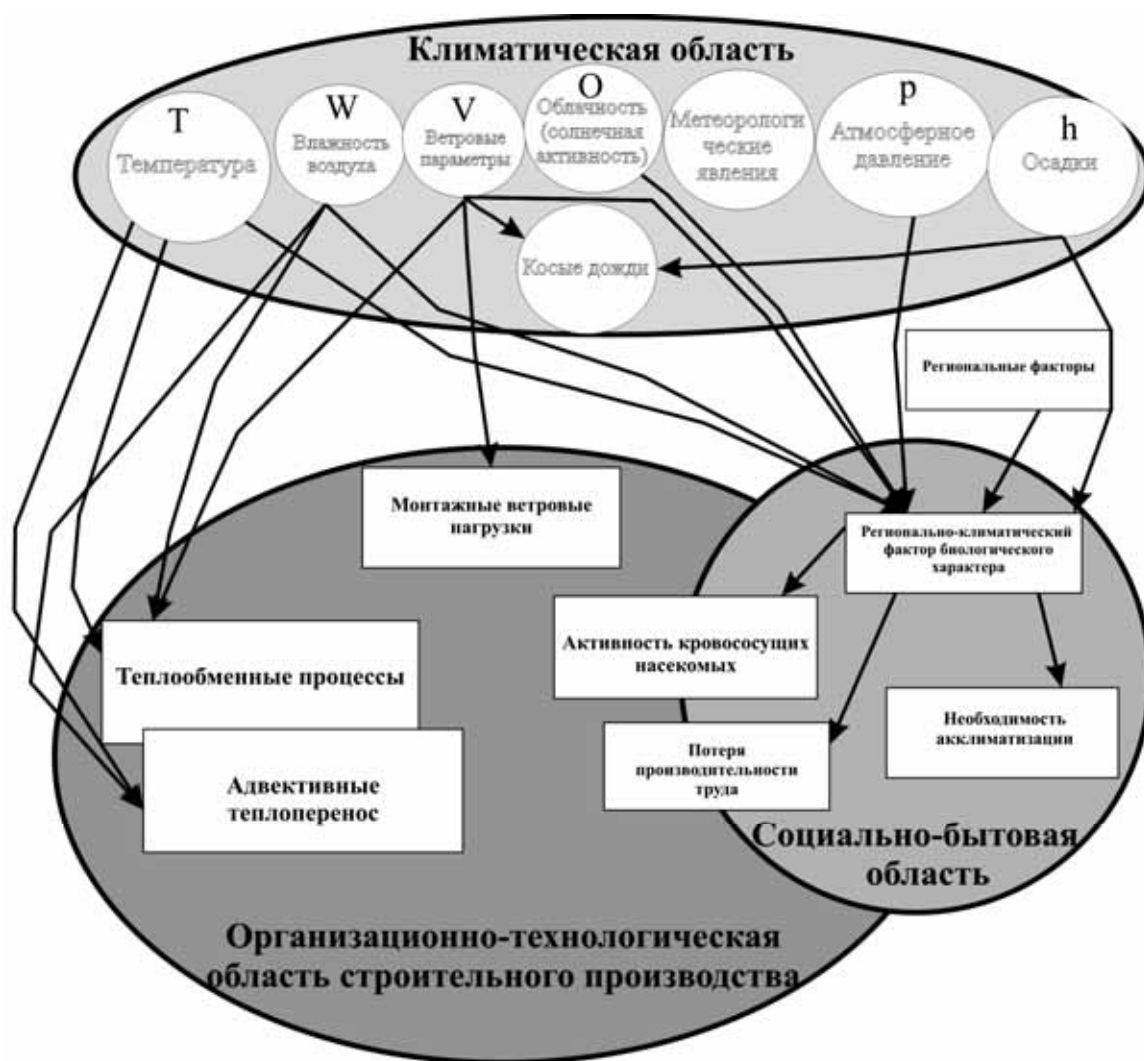 Климатическая область
T
Температура
W
Влажность
воздуха
V
Ветровые
параметры
O
Облачность
(солнечная
активность)
Метеорологи
ческие
явления
p
Атмосферное
давление
h
Осадки
Косые дожди
Региональные факторы
Монтажные ветровые
нагрузки
Регионально-климатический
фактор биологического
характера
Активность кровососущих
насекомых
Теплообменные процессы
Необходимость
акклиматизации
Потеря
производительности
труда
Адвективные
теплоперенос
Социально-бытовая
область
Организационно-технологическая
область строительного производства